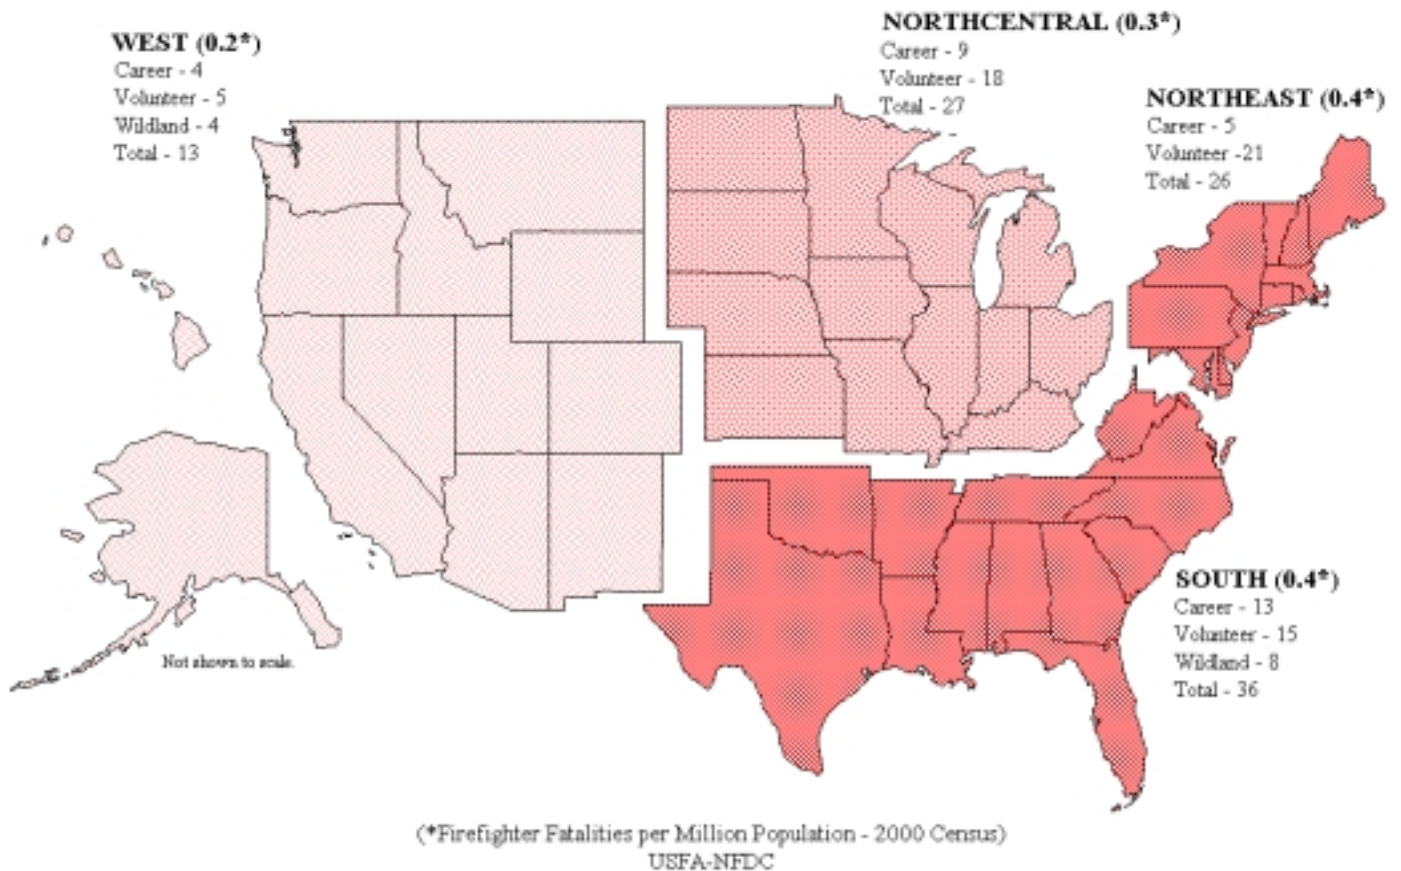 WEST (0.2*)
Career - 4
Volunteer - 5
Wildland - 4
Total - 13
NORTHCENTRAL (0.3*)
Career - 9
Volunteer - 18
Total - 27
NORTHEAST (0.4*)
Career - 5
Volunteer -21
Total - 26
SOUTH (0.4*)
Career - 13
Volunteer - 15
Wildland - 8
Total - 36
Not shown to scale.
(*Firefighter Fatalities per Million Population - 2000 Census)
USFA-NFDC